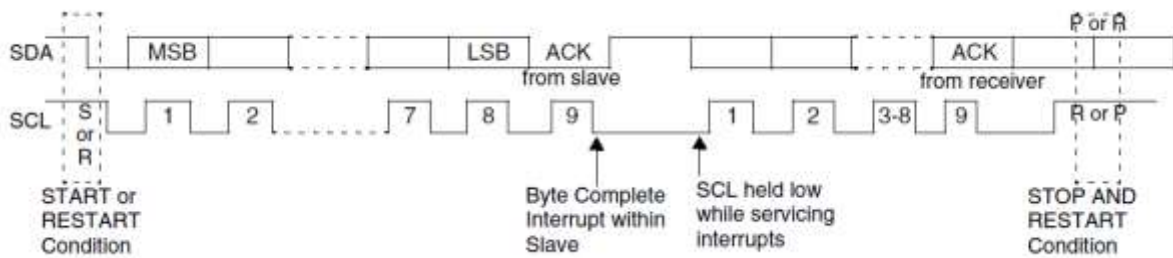 P or R
SDA MSB LSB ACK ACK
from slave from receiver
SCL S or R 1 2 7 8 9 1 2 3-8 9 R or P
START or RESTART Condition
Byte Complete Interrupt within Slave
SCL held low while servicing interrupts
STOP AND RESTART Condition